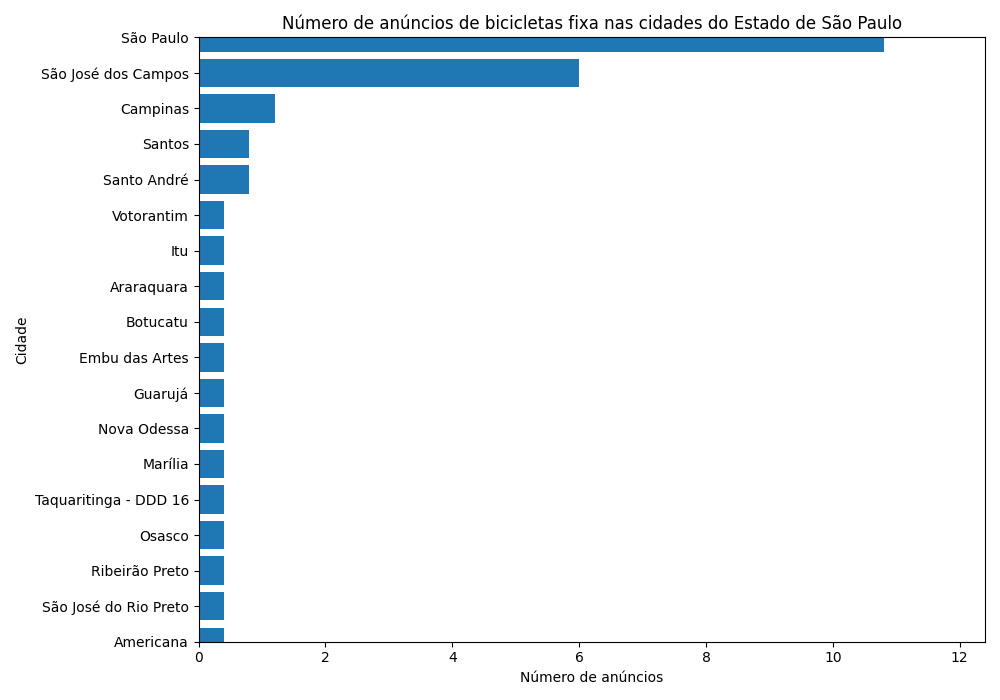 Número de anúncios de bicicletas fixa nas cidades do Estado de São Paulo
São Paulo
São José dos Campos
Campinas
Santos
Santo André
Votorantim
Itu
Araraquara
Botucatu
Embu das Artes
Guarujá
Nova Odessa
Marília
Taquaritinga - DDD 16
Osasco
Ribeirão Preto
São José do Rio Preto
Americana
Cidade
0 2 4 6 8 10 12
Número de anúncios